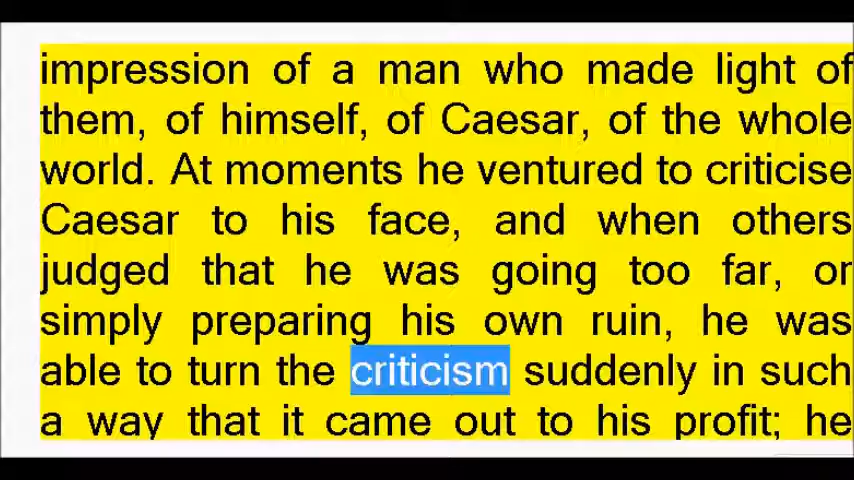 impression of a man who made light of
them, of himself, of Caesar, of the whole
world. At moments he ventured to criticise
Caesar to his face, and when others
judged that he was going too far, or
simply preparing his own ruin, he was
able to turn the criticism suddenly in such
a way that it came out to his profit; he